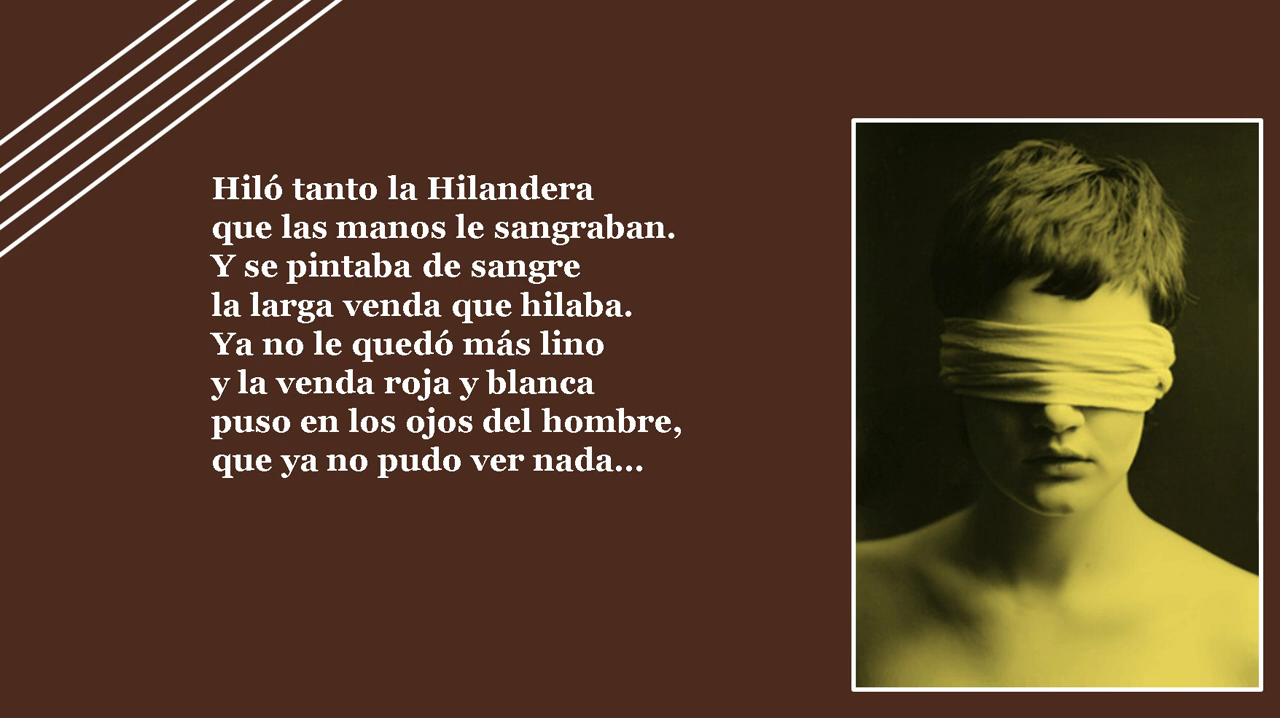 Hiló tanto la Hilandera
que las manos le sangraban.
Y se pintaba de sangre
la larga venda que hilaba.
Ya no le quedó más lino
y la venda roja y blanca
puso en los ojos del hombre,
que ya no pudo ver nada...